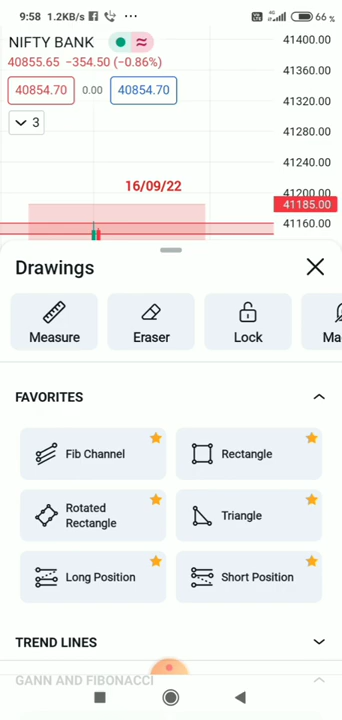 9:58 1.2KB/s ...
4G 66 %
NIFTY BANK
40855.65 −354.50 (−0.86%)
40854.70 0.00 40854.70
3
41400.00
41360.00
41320.00
41280.00
41240.00
41200.00
41185.00
41160.00
16/09/22
Drawings
Measure Eraser Lock Ma
FAVORITES
Fib Channel Rectangle
Rotated
Rectangle
Triangle
Long Position Short Position
TREND LINES
GANN AND FIBONACCI